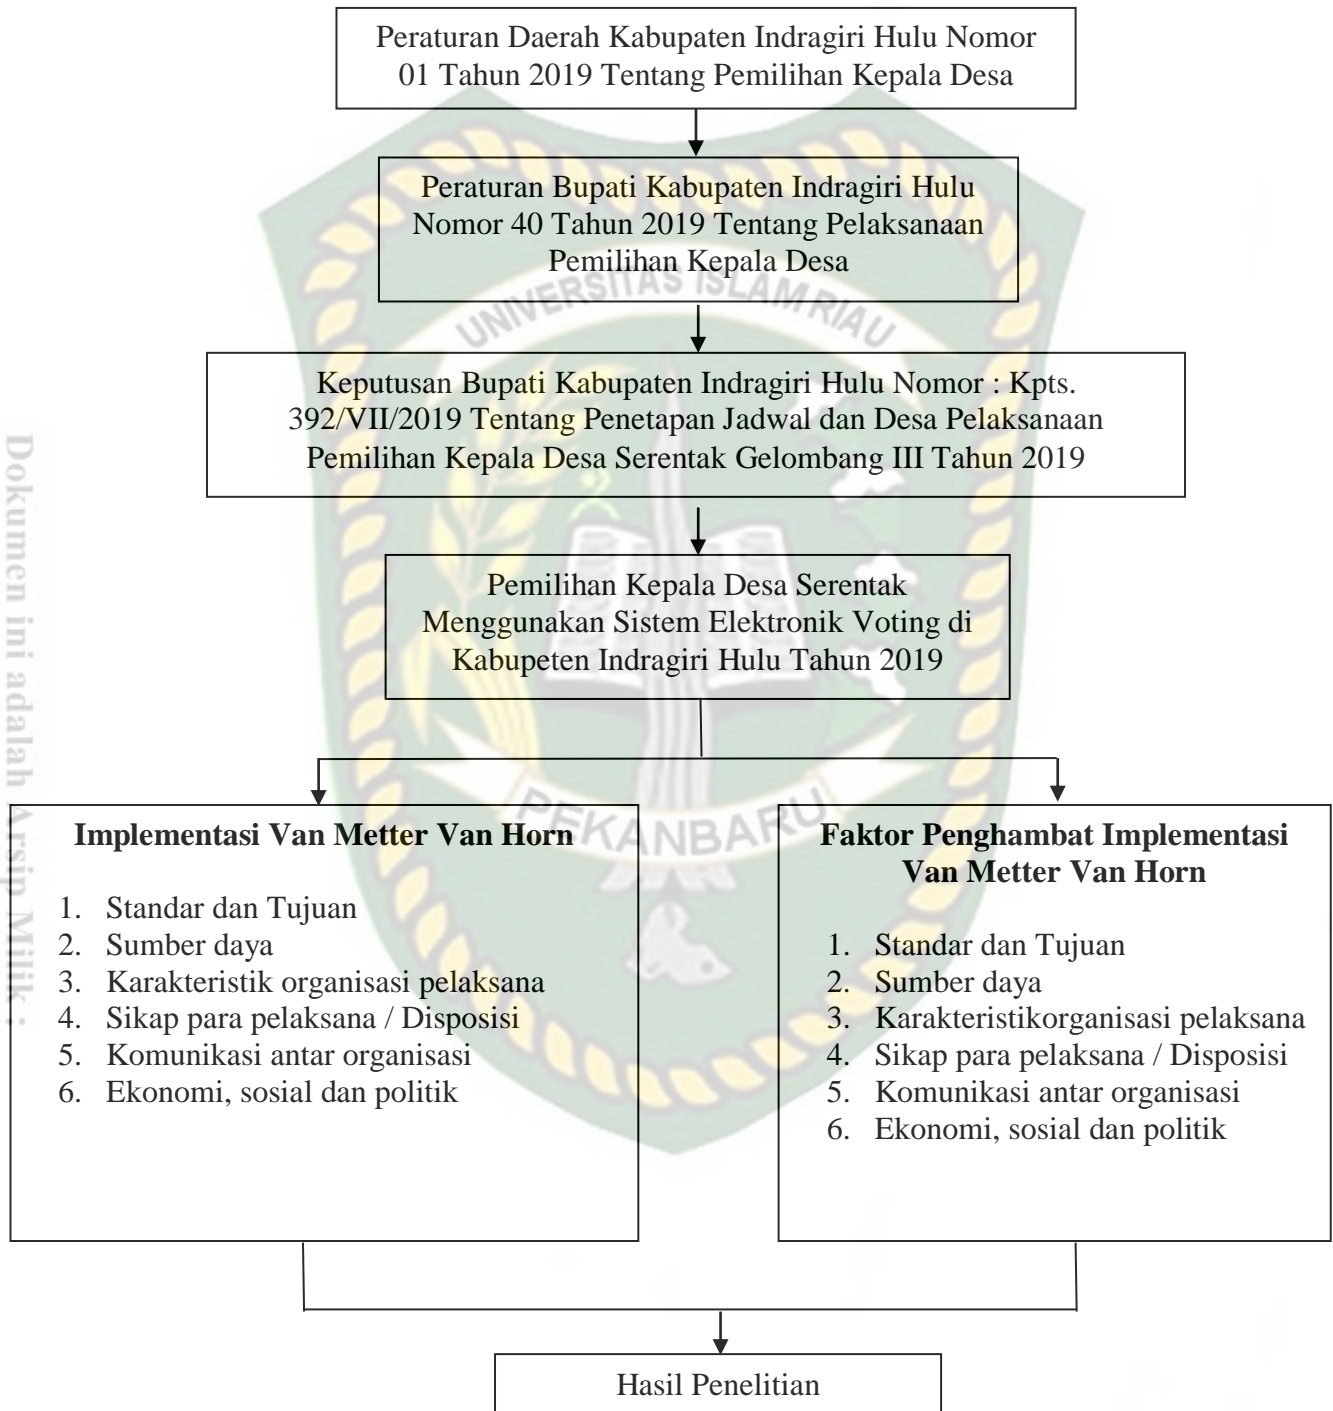 Peraturan Daerah Kabupaten Indragiri Hulu Nomor
01 Tahun 2019 Tentang Pemilihan Kepala Desa
Peraturan Bupati Kabupaten Indragiri Hulu
Nomor 40 Tahun 2019 Tentang Pelaksanaan
Pemilihan Kepala Desa
UNIVERSITAS ISLAM RIAU
Keputusan Bupati Kabupaten Indragiri Hulu Nomor : Kpts.
392/VII/2019 Tentang Penetapan Jadwal dan Desa Pelaksanaan
Pemilihan Kepala Desa Serentak Gelombang III Tahun 2019
Pemilihan Kepala Desa Serentak
Menggunakan Sistem Elektronik Voting di
Kabupeten Indragiri Hulu Tahun 2019
PEKANBARU
Implementasi Van Metter Van Horn
1. Standar dan Tujuan
2. Sumber daya
3. Karakteristik organisasi pelaksana
4. Sikap para pelaksana / Disposisi
5. Komunikasi antar organisasi
6. Ekonomi, sosial dan politik
Faktor Penghambat Implementasi
Van Metter Van Horn
1. Standar dan Tujuan
2. Sumber daya
3. Karakteristikorganisasi pelaksana
4. Sikap para pelaksana / Disposisi
5. Komunikasi antar organisasi
6. Ekonomi, sosial dan politik
Hasil Penelitian
Dokumen ini adalah Arsip Milik :